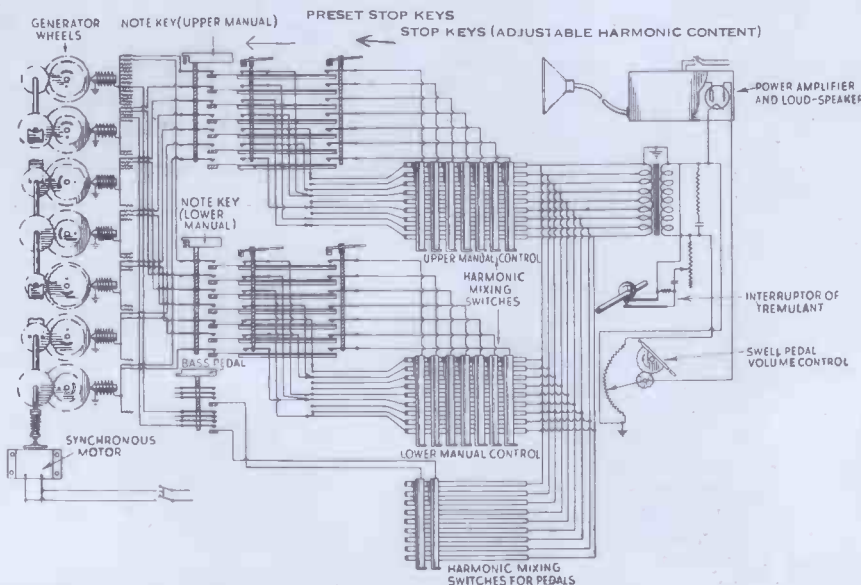 GENERATOR
WHEELS
NOTE KEY (UPPER MANUAL)
PRESET STOP KEYS
STOP KEYS (ADJUSTABLE HARMONIC CONTENT)
POWER AMPLIFIER
AND LOUD-SPEAKER
NOTE KEY
(LOWER
MANUAL)
UPPER MANUAL CONTROL
HARMONIC
MIXING
SWITCHES
INTERRUPTOR OF
TREMULANT
SWELL PEDAL
VOLUME CONTROL
BASS PEDAL
SYNCHRONOUS
MOTOR
LOWER MANUAL CONTROL
HARMONIC MIXING
SWITCHES FOR PEDALS